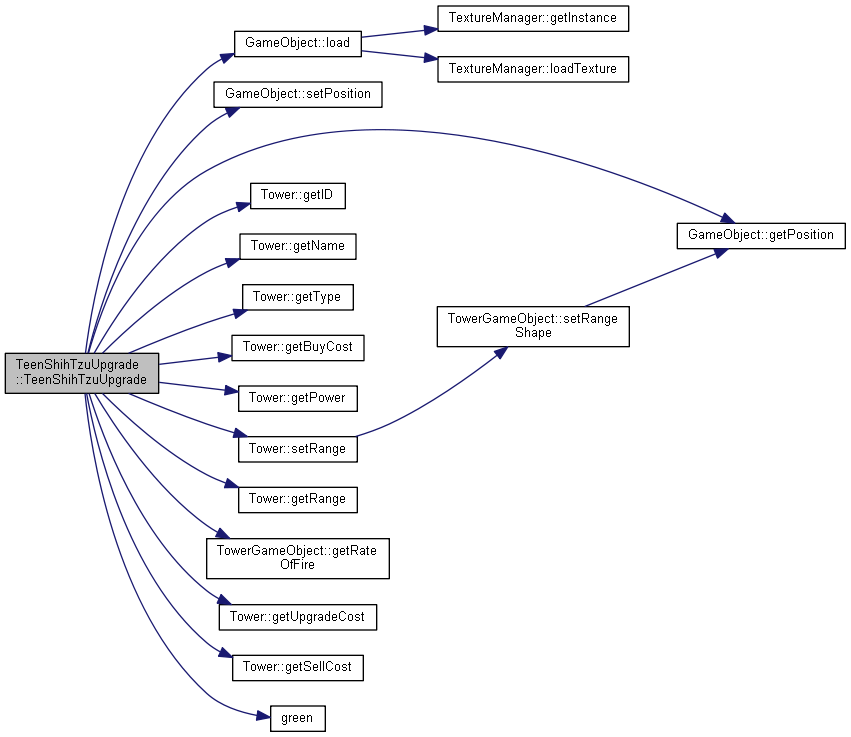 TextureManager::getInstance
GameObject::load
TextureManager::loadTexture
GameObject::setPosition
Tower::getID
GameObject::getPosition
Tower::getName
Tower::getType
TowerGameObject::setRange
Shape
Tower::getBuyCost
TeenShihTzuUpgrade
::TeenShihTzuUpgrade
Tower::getPower
Tower::setRange
Tower::getRange
TowerGameObject::getRate
OfFire
Tower::getUpgradeCost
Tower::getSellCost
green